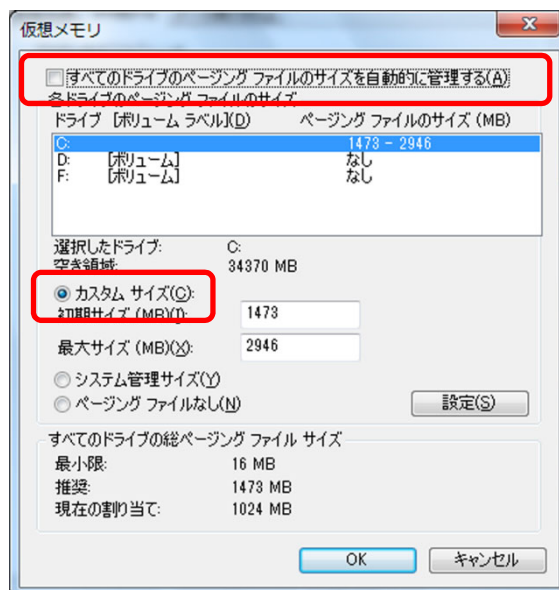 仮想メモリ
すべてのドライブのページング ファイルのサイズを自動的に管理する(A)
各ドライブのページング ファイルのサイズ
ドライブ [ボリューム ラベル](D) ページング ファイルのサイズ (MB)
C: 1473 - 2946
D: [ボリューム] なし
F: [ボリューム] なし
選択したドライブ: C:
空き領域: 34370 MB
カスタム サイズ(C):
初期サイズ (MB)(I): 1473
最大サイズ (MB)(X): 2946
システム管理サイズ(Y)
ページング ファイルなし(N) 設定(S)
すべてのドライブの総ページング ファイル サイズ
最小限: 16 MB
推奨: 1473 MB
現在の割り当て: 1024 MB
OK キャンセル